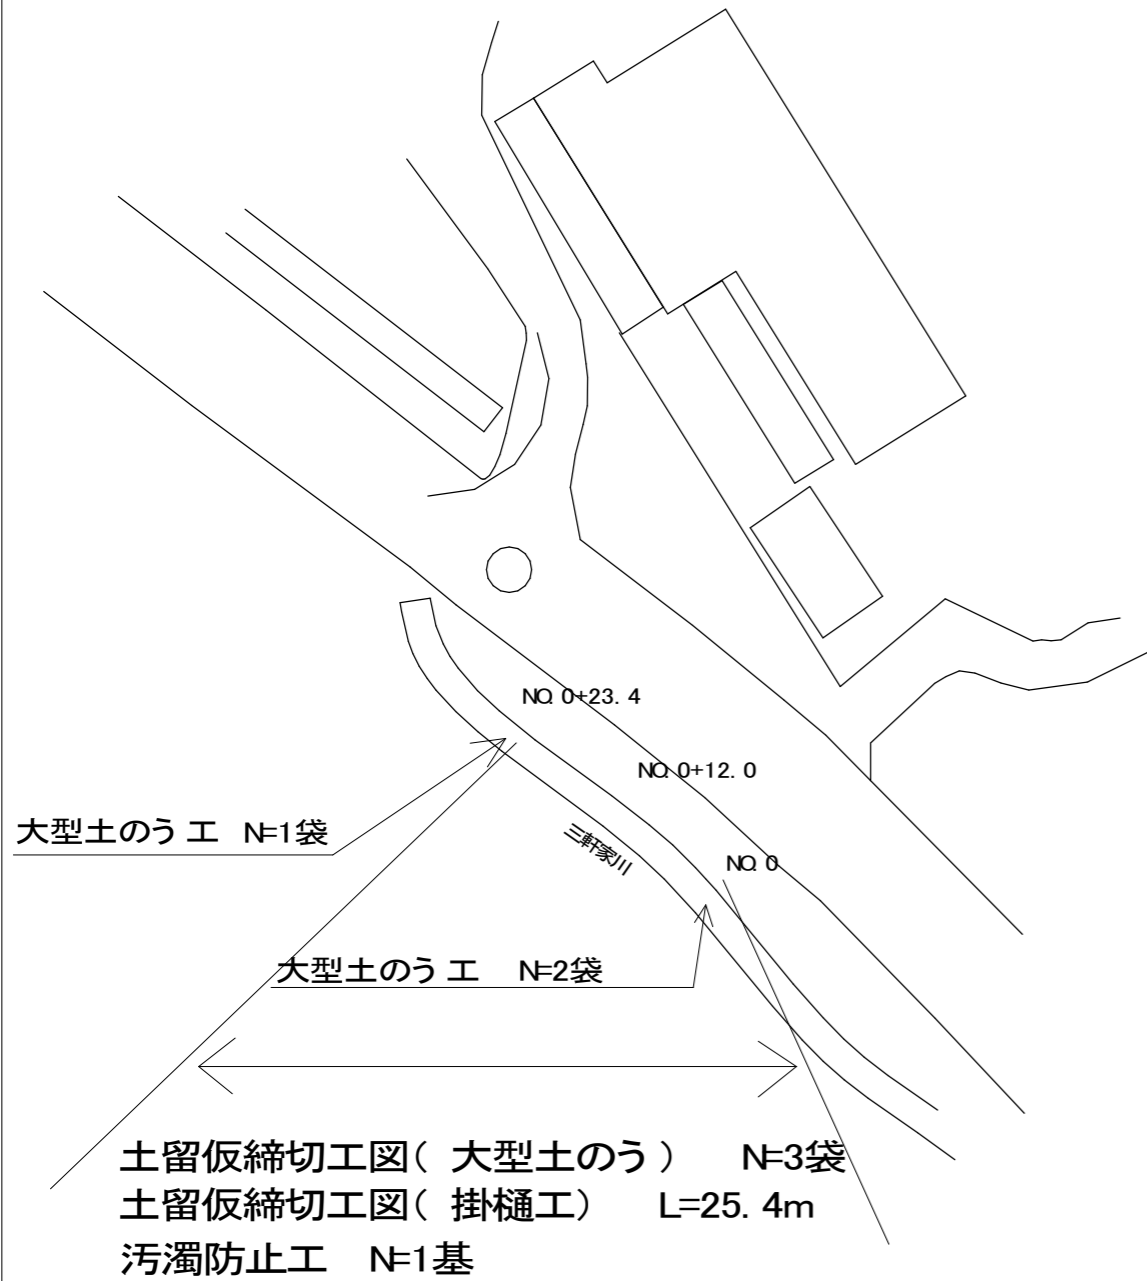 NO. 0+23. 4
NO. 0+12. 0
大型土のう工 N=1袋
三軒家川
NO. 0
大型土のう工 N=2袋
土留仮締切工図( 大型土のう) N=3袋
土留仮締切工図( 掛樋工) L=25. 4m
汚濁防止工 N=1基